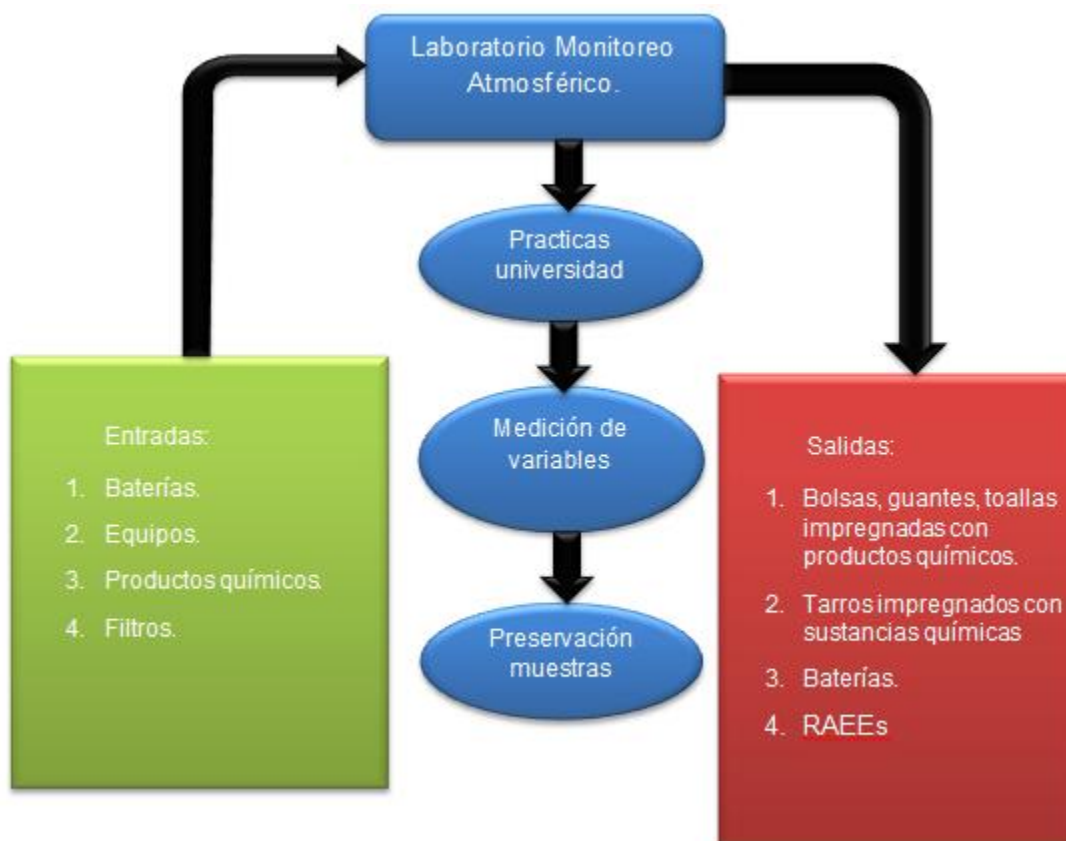 Laboratorio Monitoreo
Atmosférico.
Practicas
universidad
Medición de
variables
Preservación
muestras
Entradas:
1. Baterías.
2. Equipos.
3. Productos químicos.
4. Filtros.
Salidas:
1. Bolsas, guantes, toallas
impregnadas con
productos químicos.
2. Tarros impregnados con
sustancias químicas
3. Baterías.
4. RAEEs